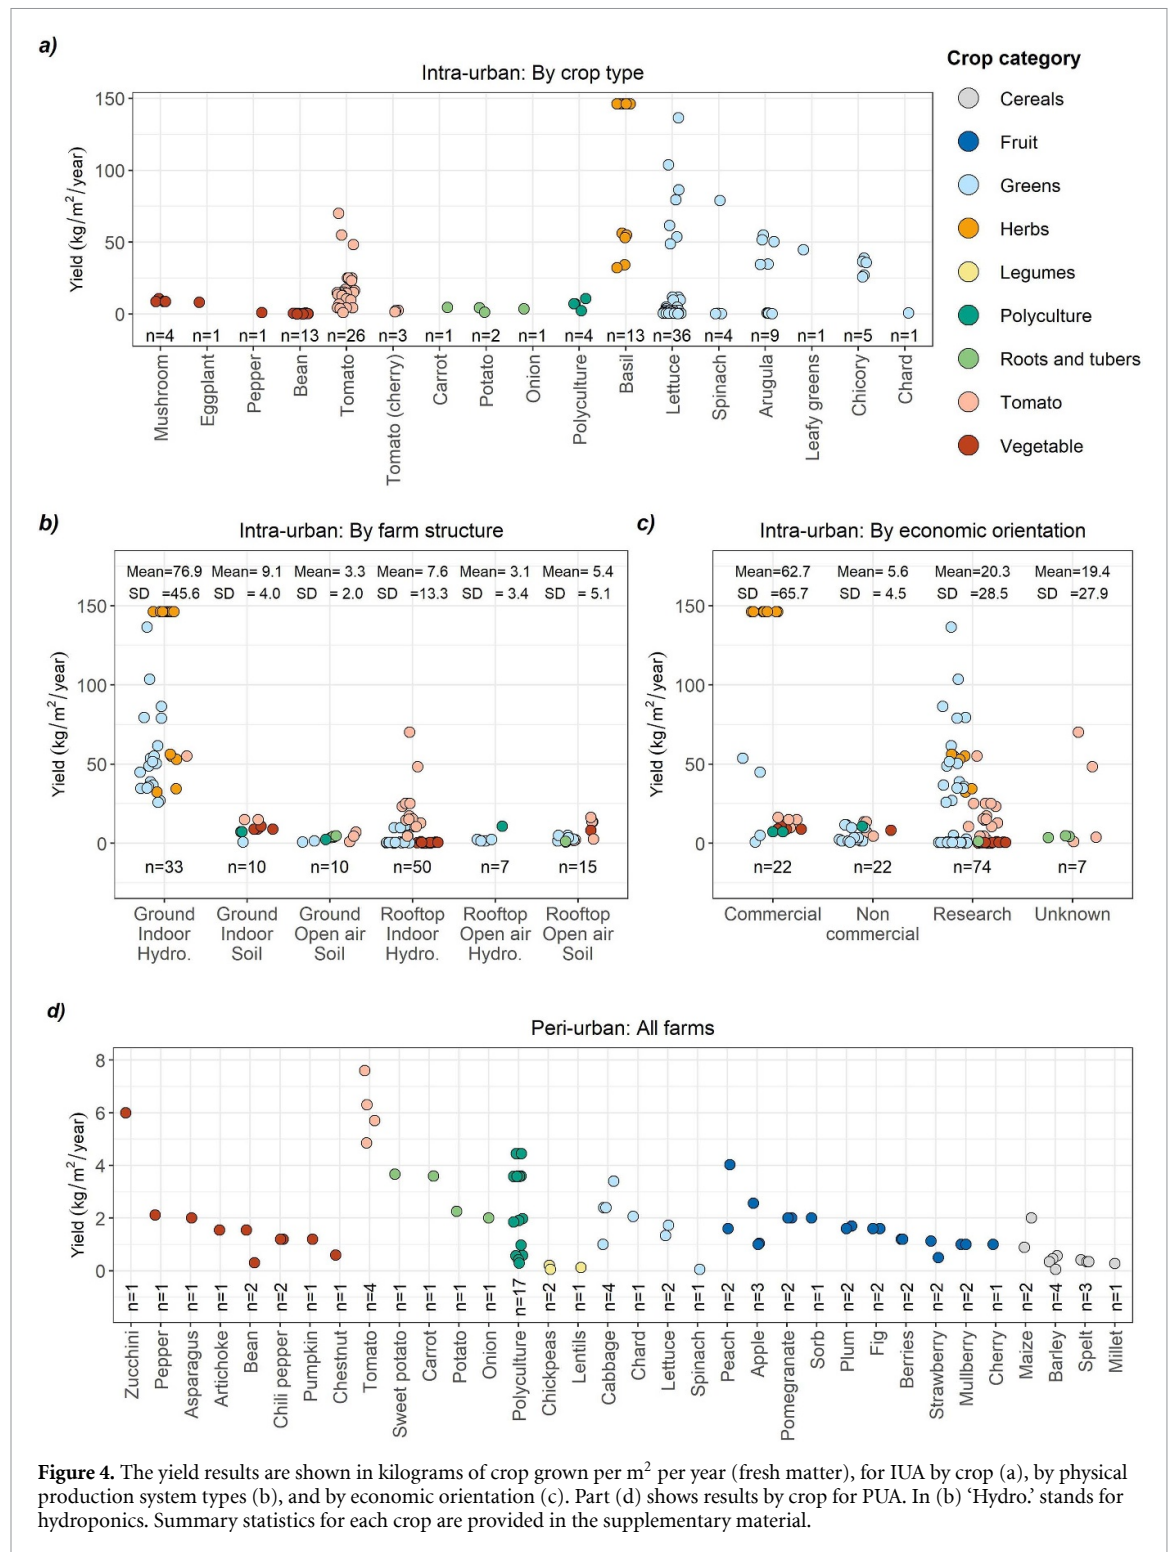 a)
Intra-urban: By crop type
Yield (kg/m²/year)
150
100
50
0
n=4 n=1 n=1 n=13 n=26 n=3 n=1 n=2 n=1 n=4 n=13 n=36 n=4 n=9 n=1 n=5 n=1
Mushroom
Eggplant
Pepper
Bean
Tomato
Tomato (cherry)
Carrot
Potato
Onion
Polyculture
Basil
Lettuce
Spinach
Arugula
Leafy greens
Chicory
Chard
Crop category
Cereals
Fruit
Greens
Herbs
Legumes
Polyculture
Roots and tubers
Tomato
Vegetable
b)
Intra-urban: By farm structure
Yield (kg/m²/year)
Mean=76.9 Mean= 9.1 Mean= 3.3 Mean= 7.6 Mean= 3.1 Mean= 5.4
SD =45.6 SD = 4.0 SD = 2.0 SD =13.3 SD = 3.4 SD = 5.1
150
100
50
0
n=33 n=10 n=10 n=50 n=7 n=15
Ground Ground Ground Rooftop Rooftop Rooftop
Indoor Indoor Open air Indoor Open air Open air
Hydro. Soil Soil Hydro. Hydro. Soil
c)
Intra-urban: By economic orientation
Yield (kg/m²/year)
Mean=62.7 Mean= 5.6 Mean=20.3 Mean=19.4
SD =65.7 SD = 4.5 SD =28.5 SD =27.9
150
100
50
0
n=22 n=22 n=74 n=7
Commercial Non Research Unknown
commercial
d)
Peri-urban: All farms
Yield (kg/m²/year)
8
6
4
2
0
n=1 n=1 n=1 n=1 n=2 n=2 n=1 n=1 n=4 n=1 n=1 n=1 n=1 n=17 n=2 n=1 n=4 n=1 n=2 n=1 n=2 n=3 n=2 n=1 n=2 n=2 n=2 n=2 n=2 n=1 n=2 n=4 n=3 n=1
Zucchini
Pepper
Asparagus
Artichoke
Bean
Chili pepper
Pumpkin
Chestnut
Tomato
Sweet potato
Carrot
Potato
Onion
Polyculture
Chickpeas
Lentils
Cabbage
Chard
Lettuce
Spinach
Peach
Apple
Pomegranate
Sorb
Plum
Fig
Berries
Strawberry
Mullberry
Cherry
Maize
Barley
Spelt
Millet
Figure 4. The yield results are shown in kilograms of crop grown per m² per year (fresh matter), for IUA by crop (a), by physical
production system types (b), and by economic orientation (c). Part (d) shows results by crop for PUA. In (b) ‘Hydro.’ stands for
hydroponics. Summary statistics for each crop are provided in the supplementary material.